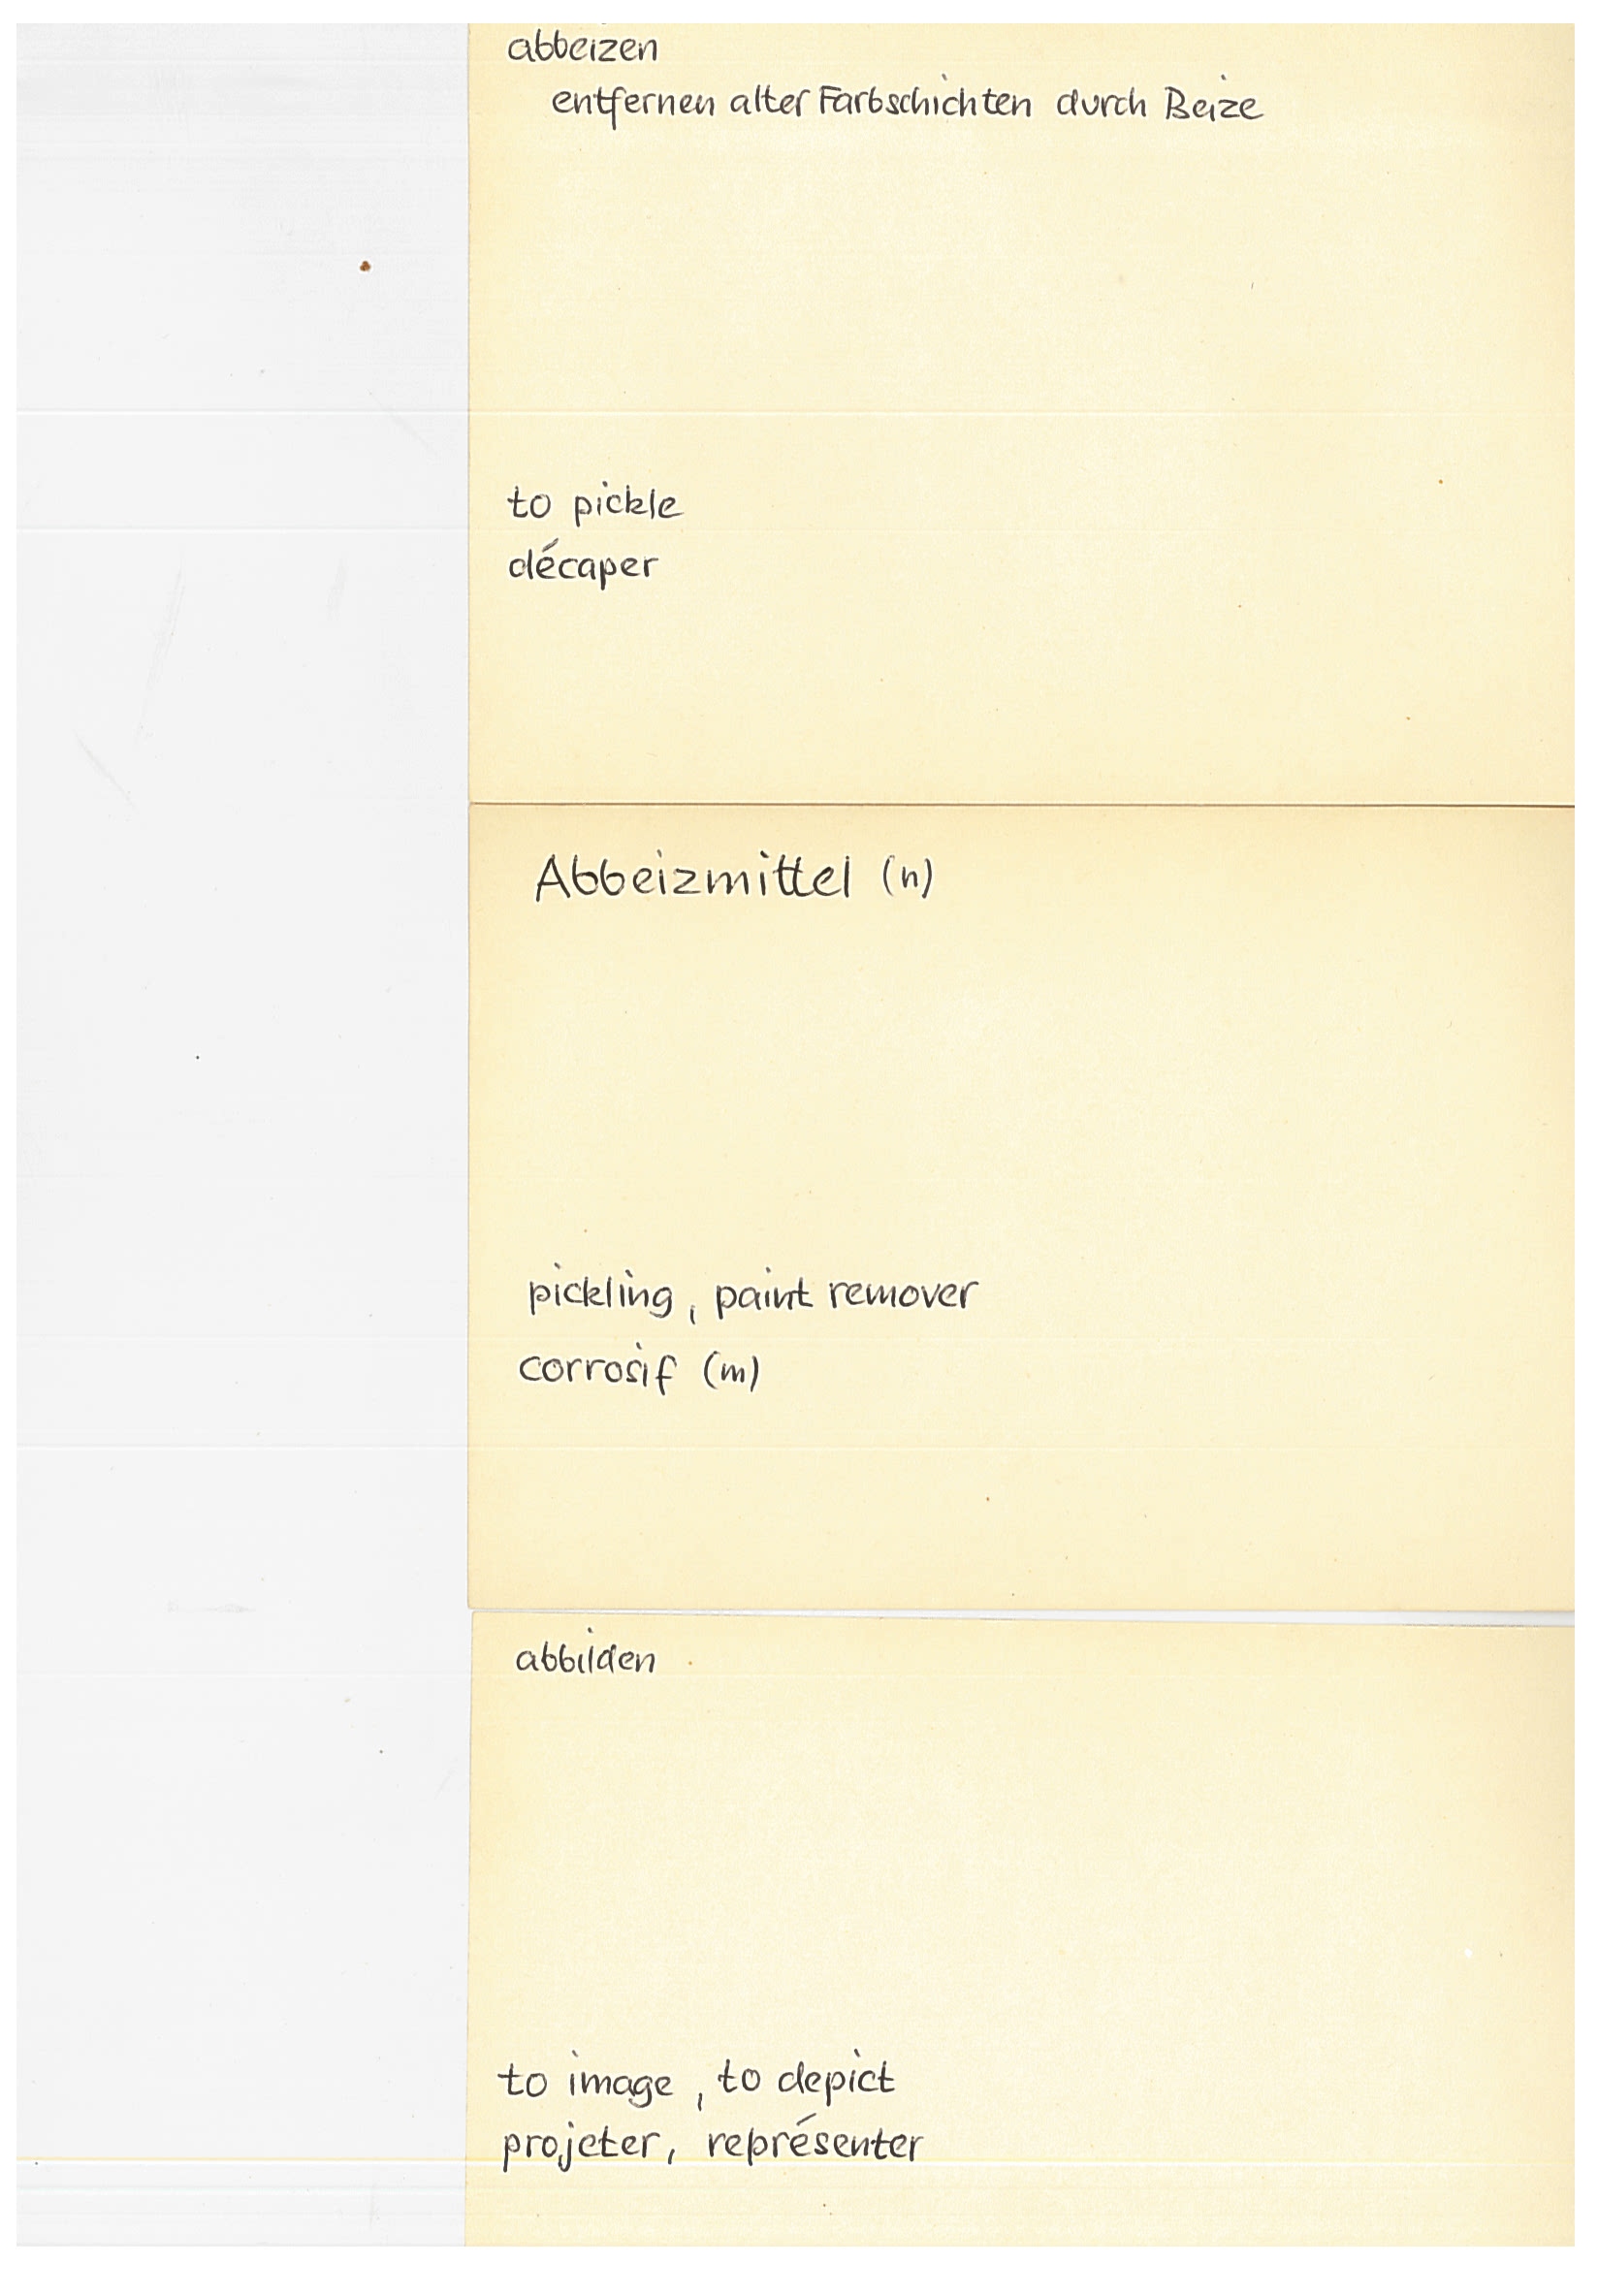 abbeizen
entfernen alter Farbschichten durch Beize
to pickle
décaper
Abbeizmittel (n)
pickling, paint remover
corrosif (m)
abbilden
to image, to depict
projeter, représenter